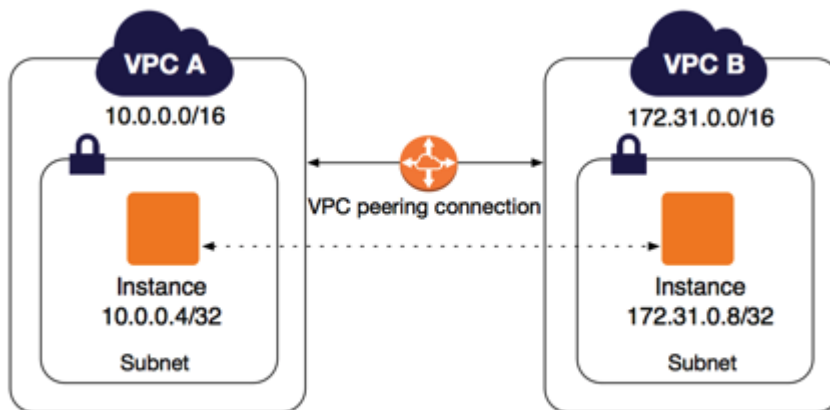 VPC A
10.0.0.0/16
Instance
10.0.0.4/32
Subnet
VPC peering connection
VPC B
172.31.0.0/16
Instance
172.31.0.8/32
Subnet